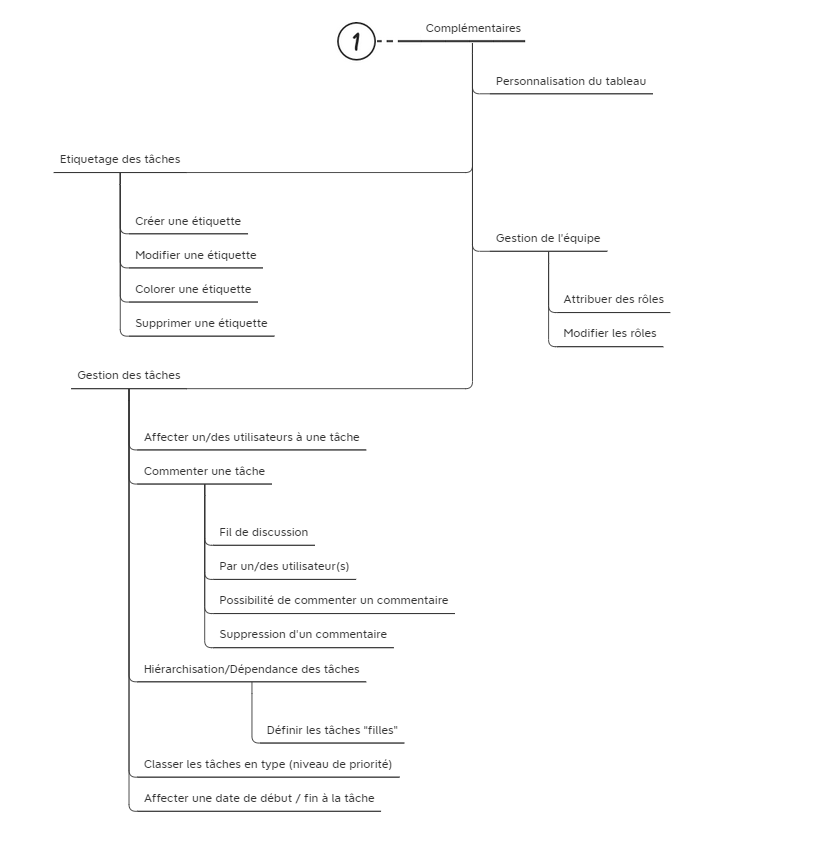 1
Complémentaires
Personnalisation du tableau
Etiquetage des tâches
Créer une étiquette
Modifier une étiquette
Colorer une étiquette
Supprimer une étiquette
Gestion de l'équipe
Attribuer des rôles
Modifier les rôles
Gestion des tâches
Affecter un/des utilisateurs à une tâche
Commenter une tâche
Fil de discussion
Par un/des utilisateur(s)
Possibilité de commenter un commentaire
Suppression d'un commentaire
Hiérarchisation/Dépendance des tâches
Définir les tâches "filles"
Classer les tâches en type (niveau de priorité)
Affecter une date de début / fin à la tâche